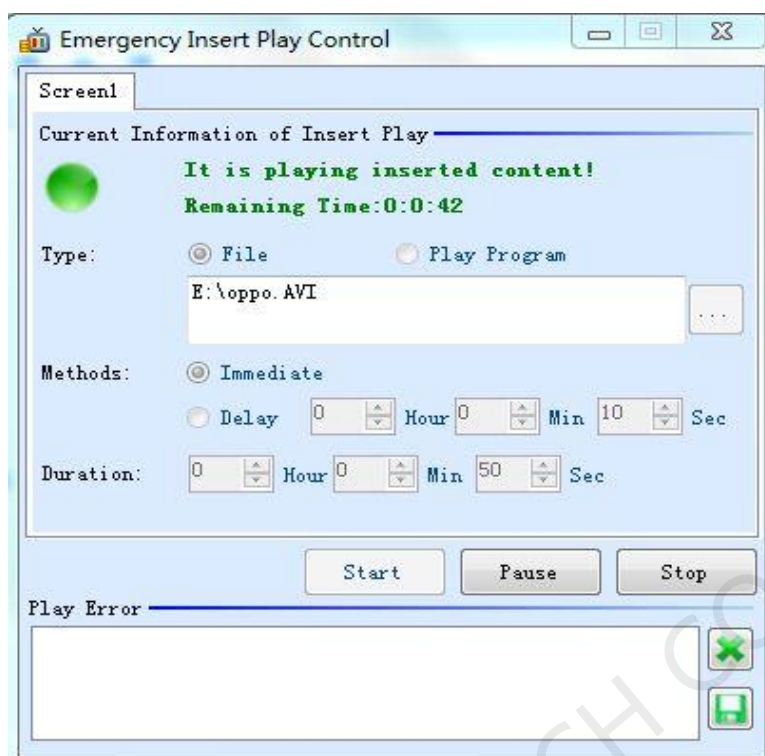 Emergency Insert Play Control
Screen1
Current Information of Insert Play
It is playing inserted content!
Remaining Time:0:0:42
Type: File Play Program
E:\oppo.AVI
...
Methods: Immediate
Delay 0 Hour 0 Min 10 Sec
Duration: 0 Hour 0 Min 50 Sec
Start Pause Stop
Play Error
CH CO